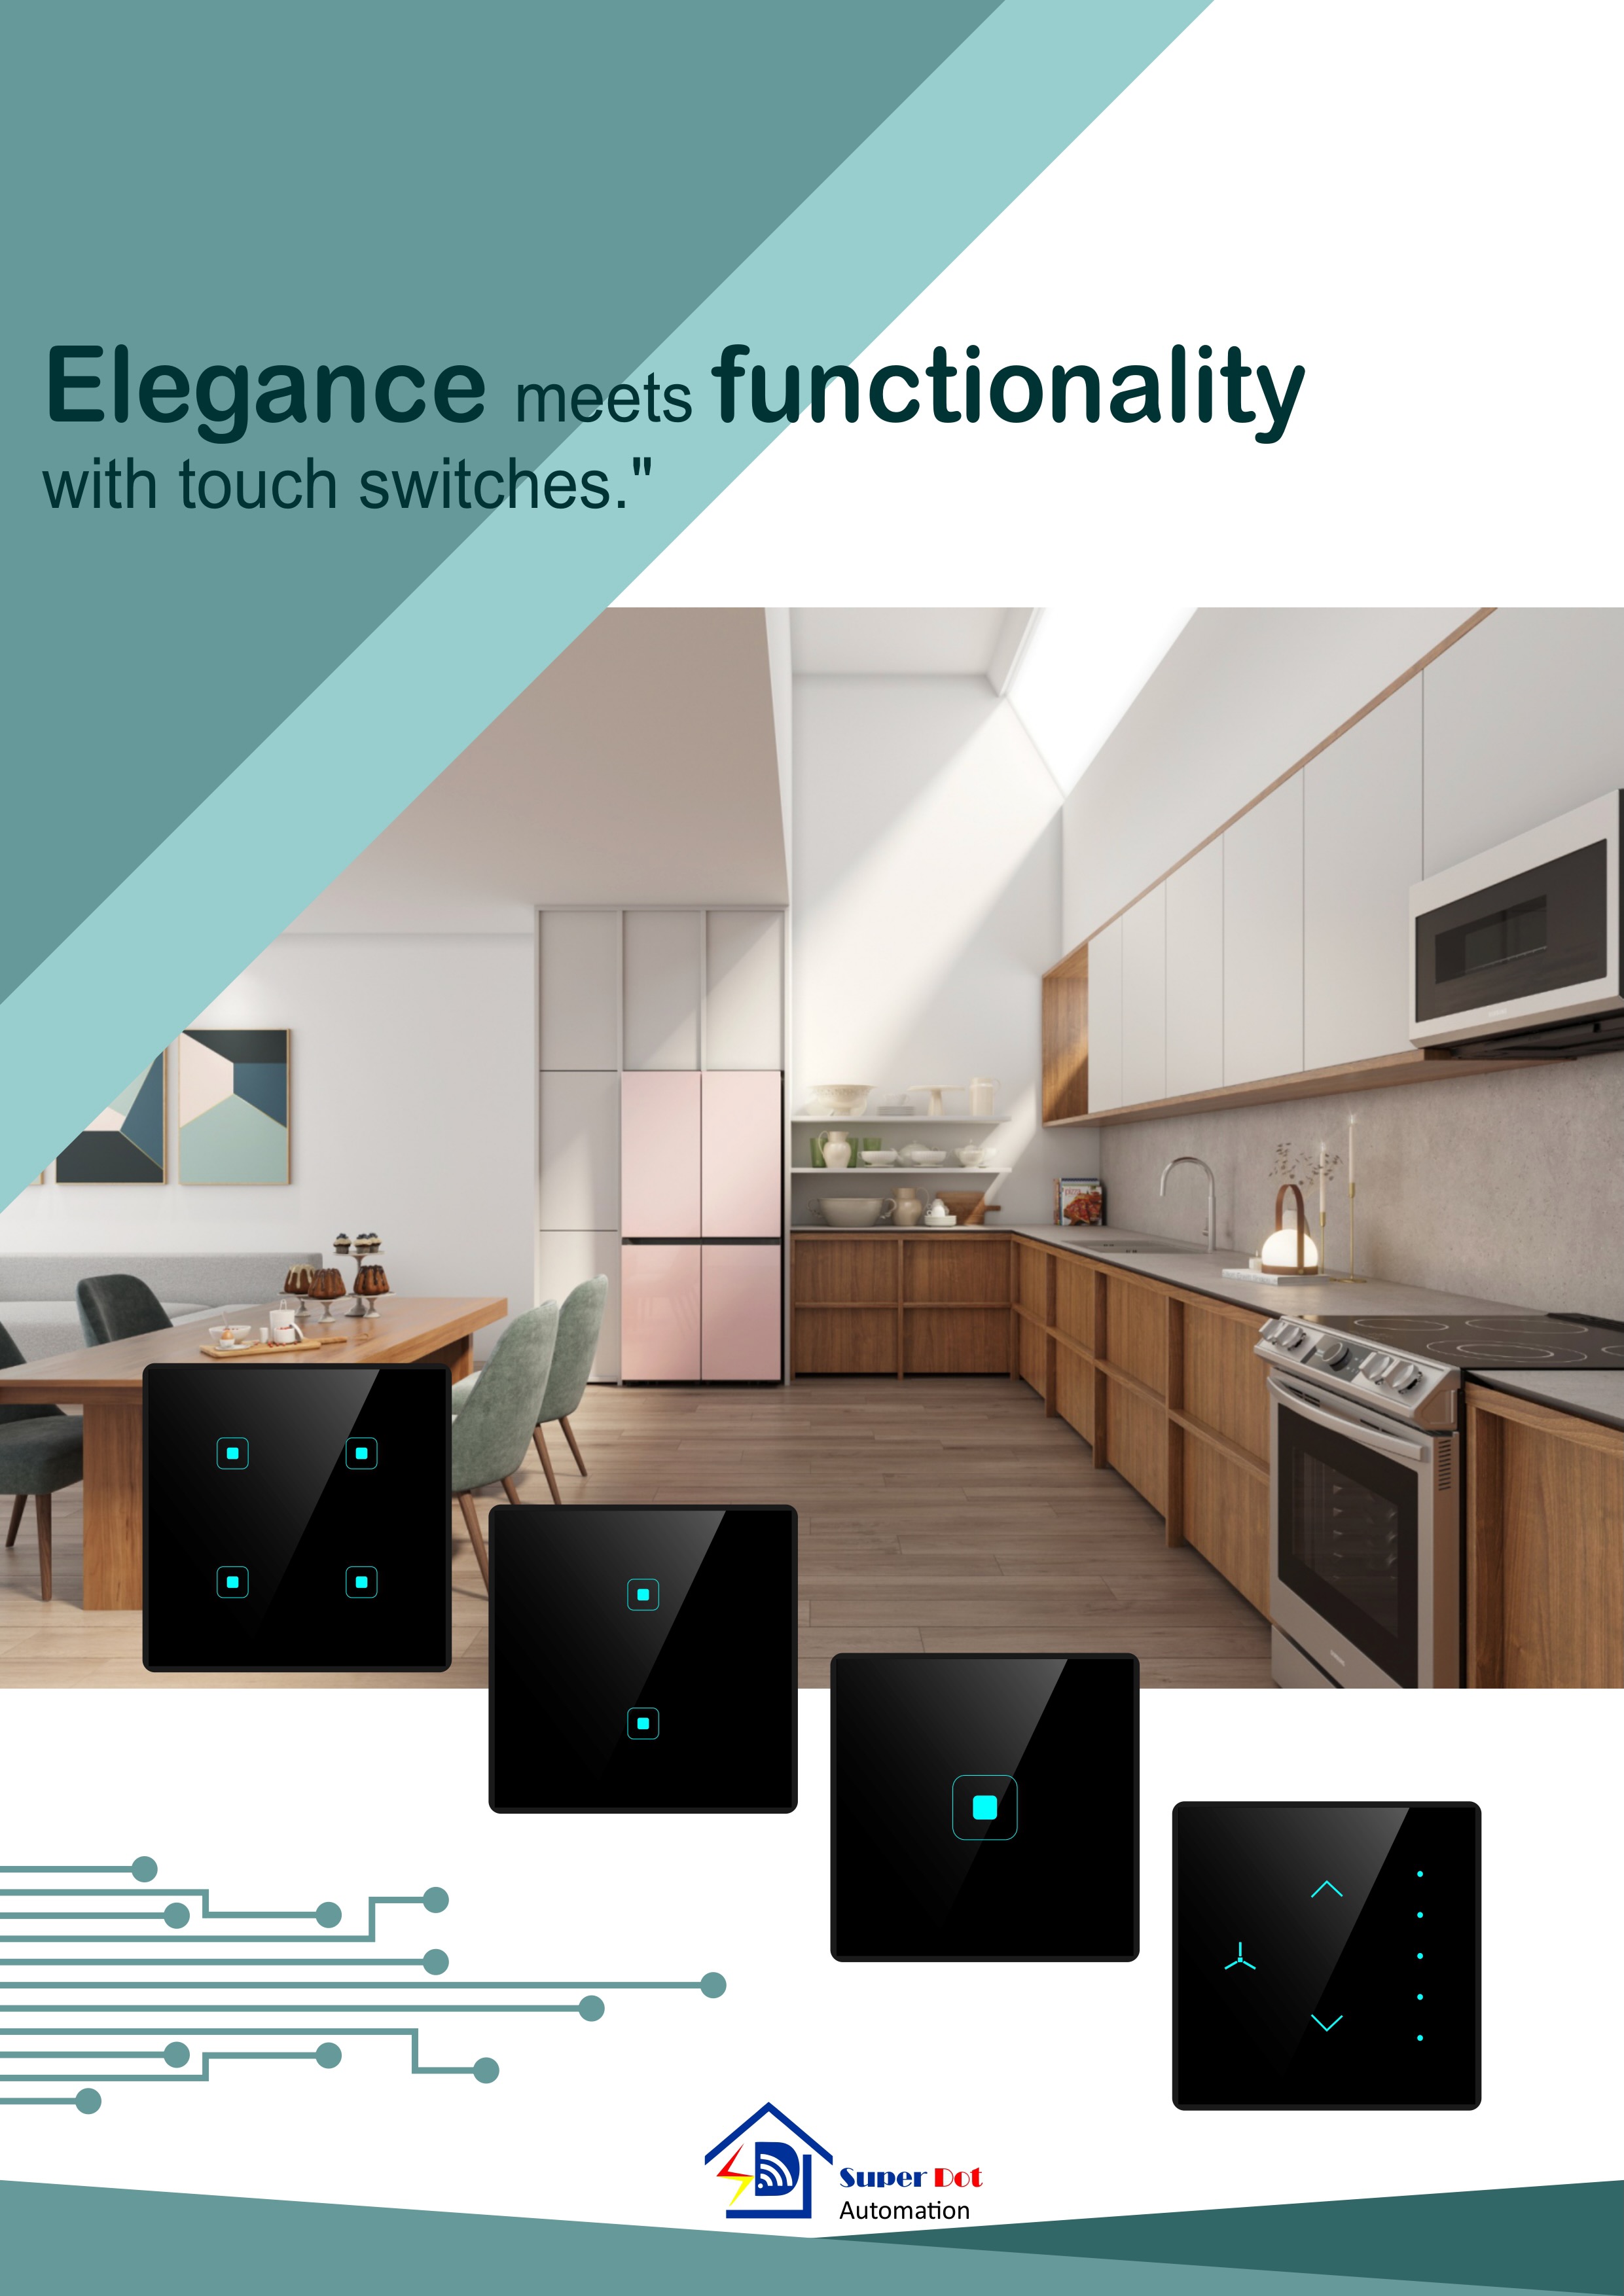 Elegance meets functionality
with touch switches."
Super Dot
Automation